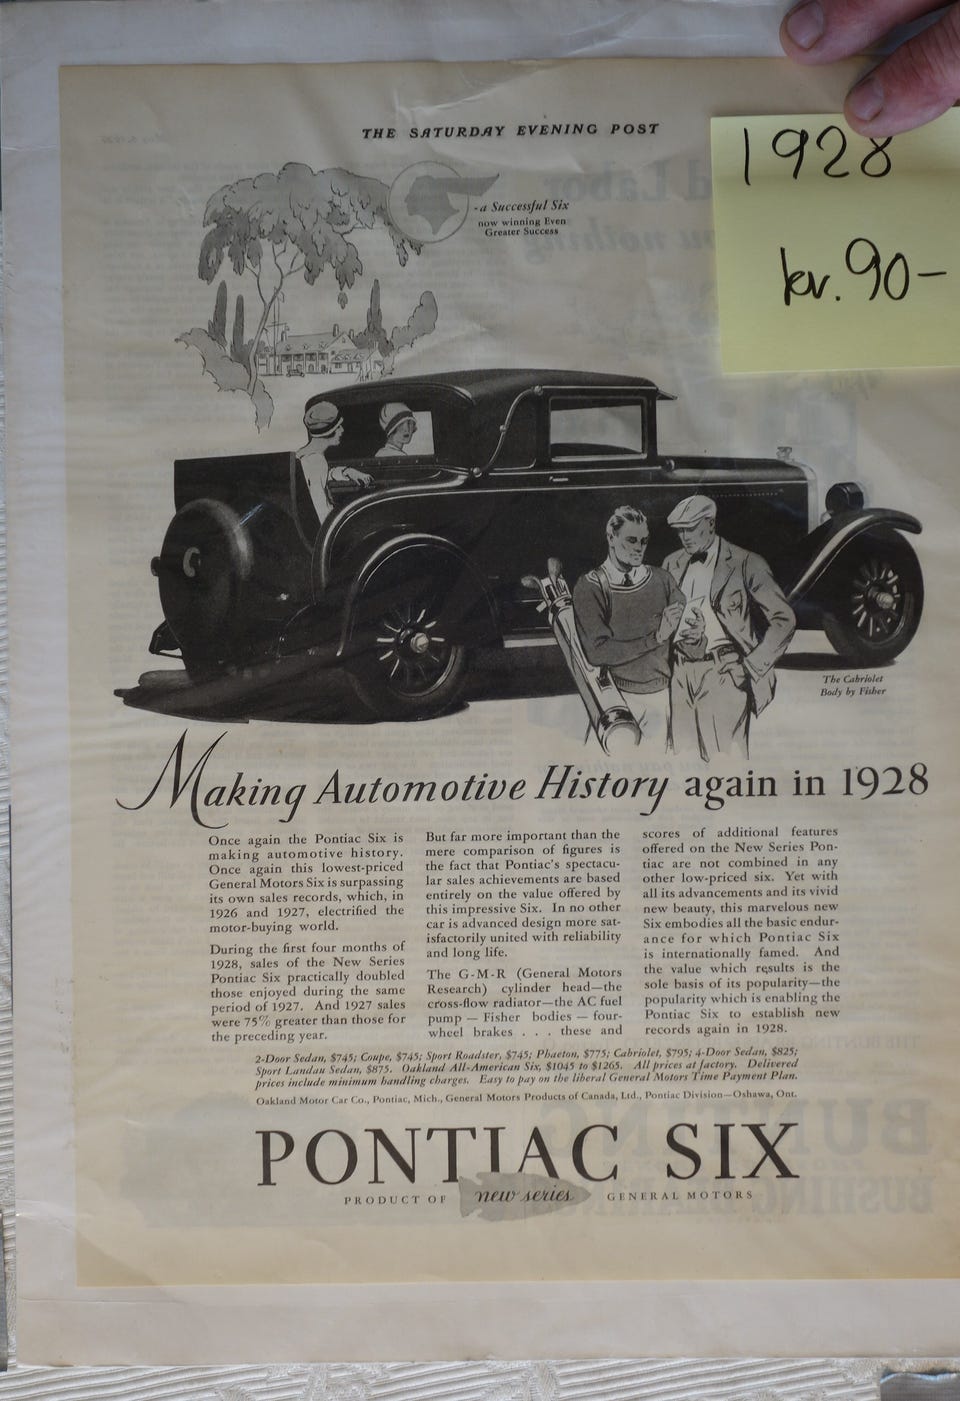 THE SATURDAY EVENING POST
1928
kr. 90-
-a Successful Six
now winning Even
Greater Success
The Cabriolet
Body by Fisher
Making Automotive History again in 1928
Once again the Pontiac Six is
making automotive history.
Once again this lowest-priced
General Motors Six is surpassing
its own sales records, which, in
1926 and 1927, electrified the
motor-buying world.
During the first four months of
1928, sales of the New Series
Pontiac Six practically doubled
those enjoyed during the same
period of 1927. And 1927 sales
were 75% greater than those for
the preceding year.
But far more important than the
mere comparison of figures is
the fact that Pontiac's spectacu-
lar sales achievements are based
entirely on the value offered by
this impressive Six. In no other
car is advanced design more sat-
isfactorily united with reliability
and long life.
The G-M-R (General Motors
Research) cylinder head—the
cross-flow radiator—the AC fuel
pump — Fisher bodies — four-
wheel brakes . . . these and
scores of additional features
offered on the New Series Pon-
tiac are not combined in any
other low-priced six. Yet with
all its advancements and its vivid
new beauty, this marvelous new
Six embodies all the basic endur-
ance for which Pontiac Six
is internationally famed. And
the value which results is the
sole basis of its popularity—the
popularity which is enabling the
Pontiac Six to establish new
records again in 1928.
2-Door Sedan, $745; Coupe, $745; Sport Roadster, $745; Phaeton, $775; Cabriolet, $795; 4-Door Sedan, $825;
Sport Landau Sedan, $875. Oakland All-American Six, $1045 to $1265. All prices at factory. Delivered
prices include minimum handling charges. Easy to pay on the liberal General Motors Time Payment Plan.
Oakland Motor Car Co., Pontiac, Mich., General Motors Products of Canada, Ltd., Pontiac Division—Oshawa, Ont.
PONTIAC SIX
PRODUCT OF new series GENERAL MOTORS